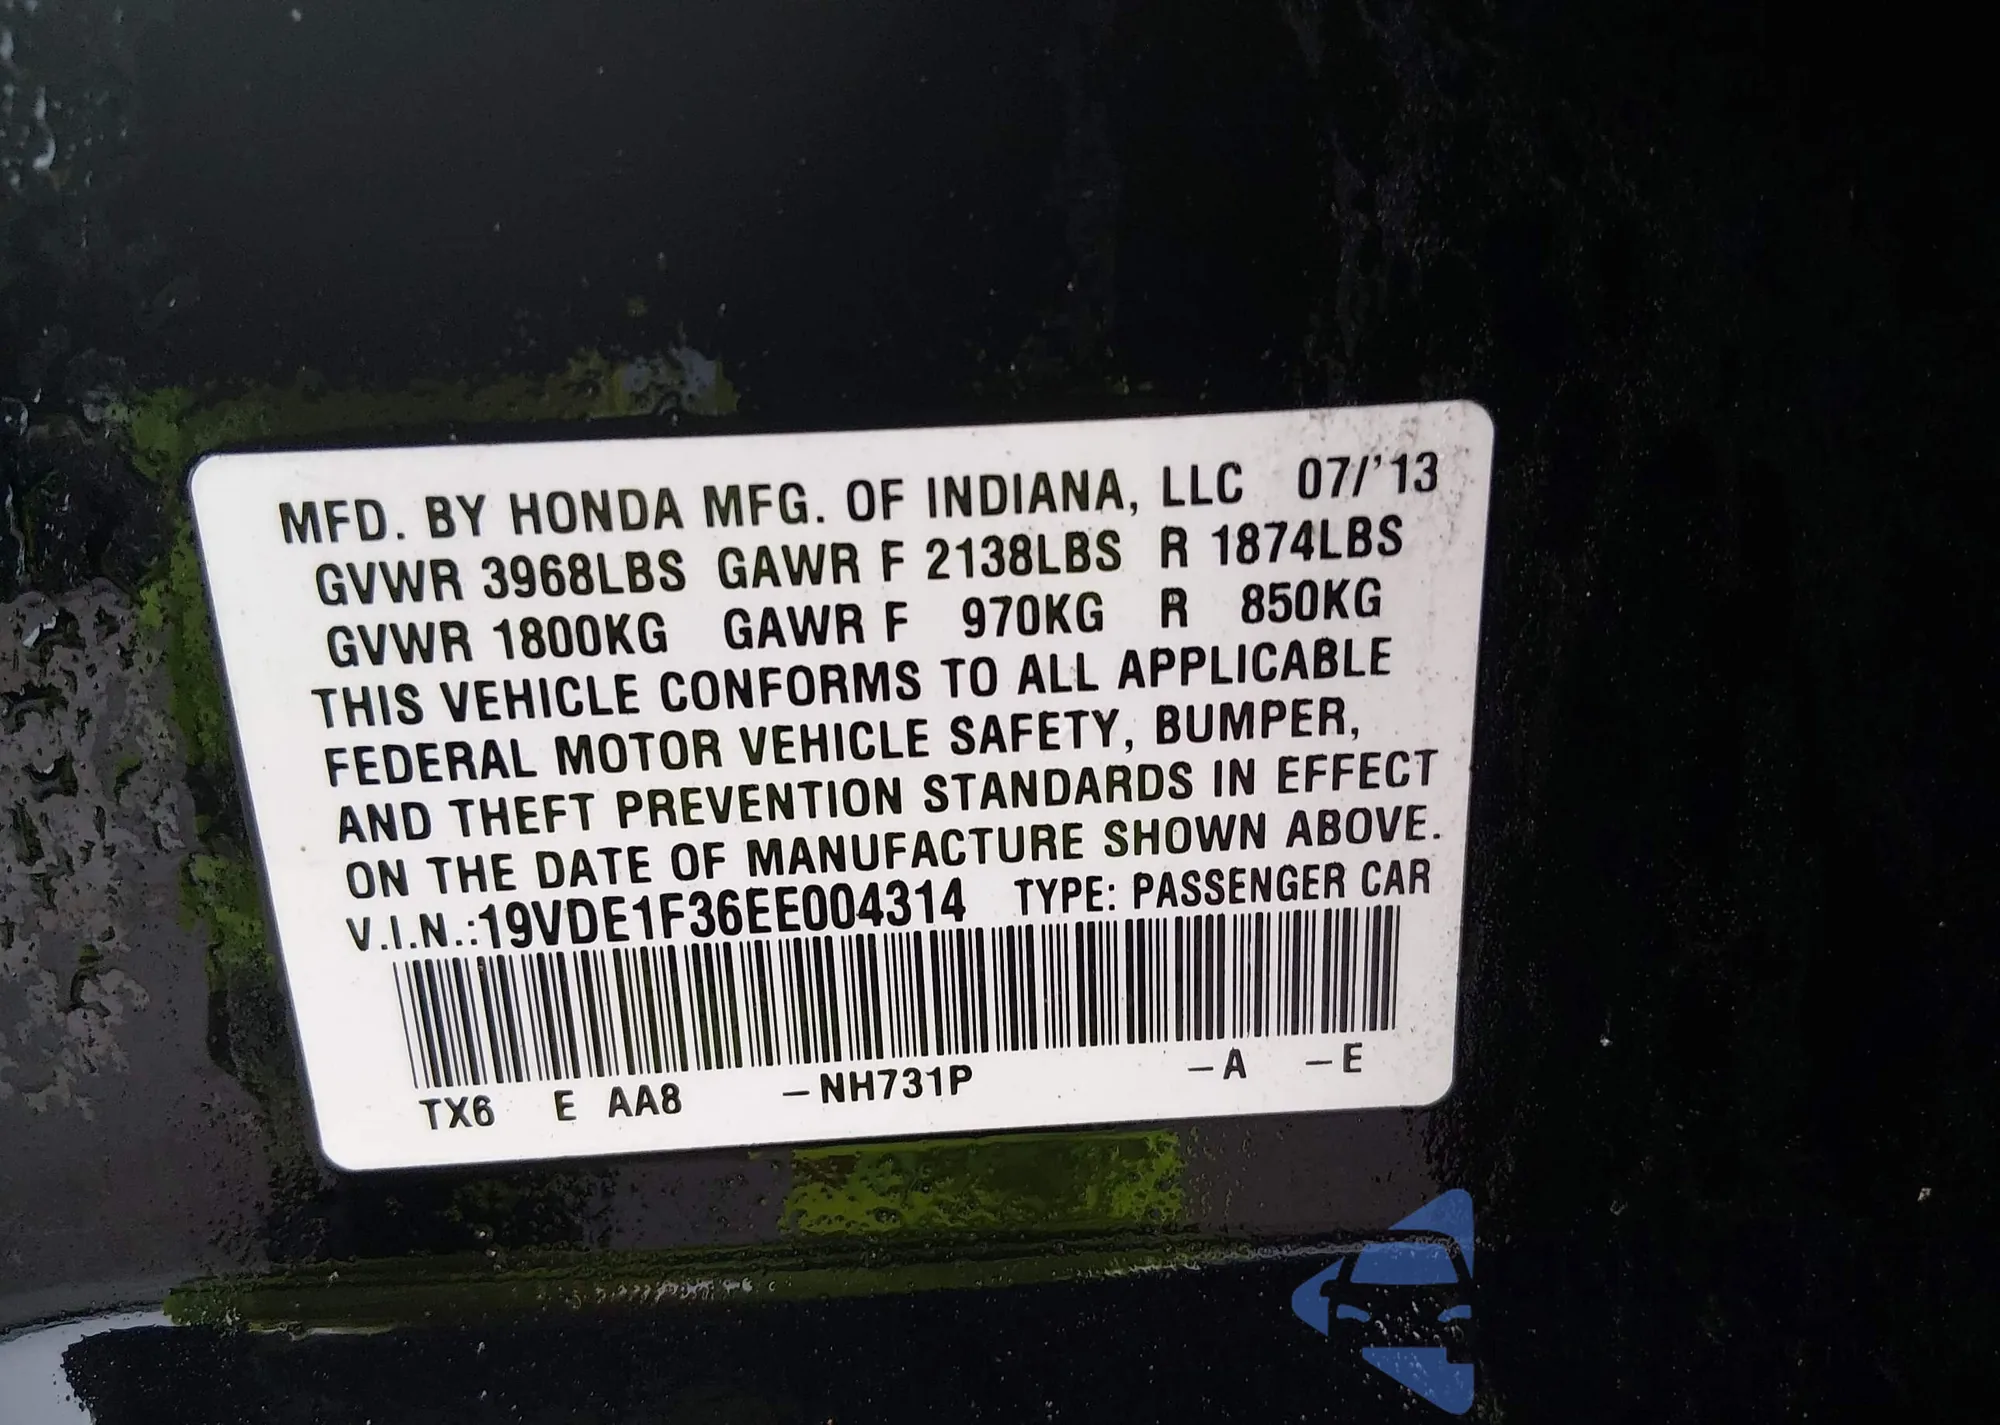 MFD. BY HONDA MFG. OF INDIANA, LLC 07/'13
GVWR 3968LBS GAWR F 2138LBS R 1874LBS
GVWR 1800KG GAWR F 970KG R 850KG
THIS VEHICLE CONFORMS TO ALL APPLICABLE
FEDERAL MOTOR VEHICLE SAFETY, BUMPER,
AND THEFT PREVENTION STANDARDS IN EFFECT
ON THE DATE OF MANUFACTURE SHOWN ABOVE.
V.I.N.:19VDE1F36EE004314 TYPE: PASSENGER CAR
TX6 E AA8 -NH731P -A -E